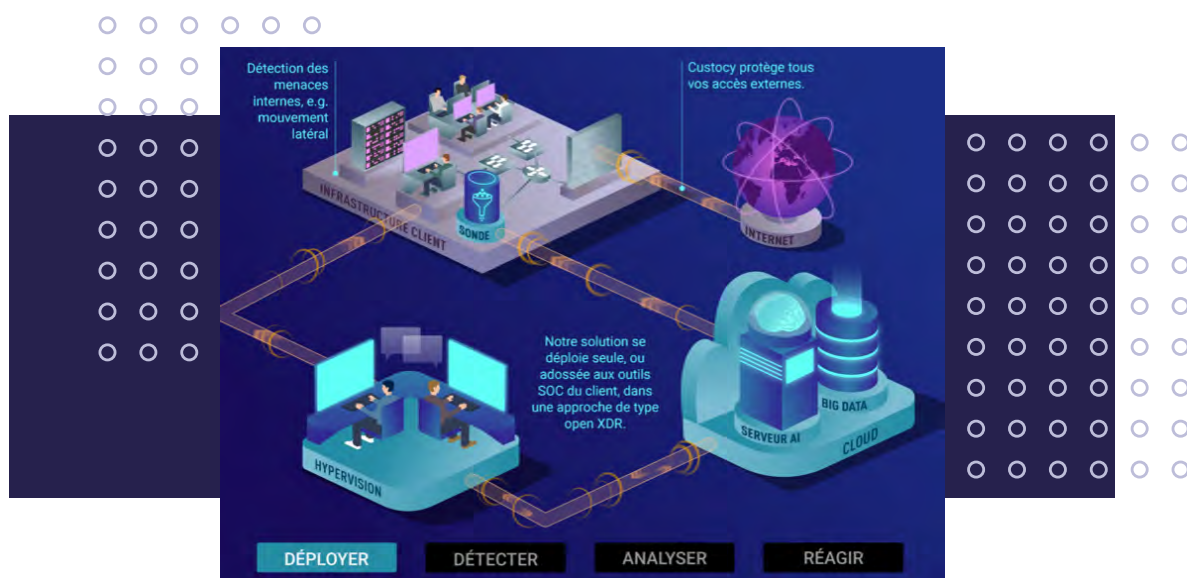 Détection des
menaces
internes, e.g.
mouvement
latéral
Custocy protège tous
vos accès externes.
INFRASTRUCTURE CLIENT
SONDE
INTERNET
Notre solution se
déploie seule, ou
adossée aux outils
SOC du client, dans
une approche de type
open XDR.
BIG DATA
SERVEUR AI
CLOUD
HYPERVISION
DÉPLOYER
DÉTECTER
ANALYSER
RÉAGIR